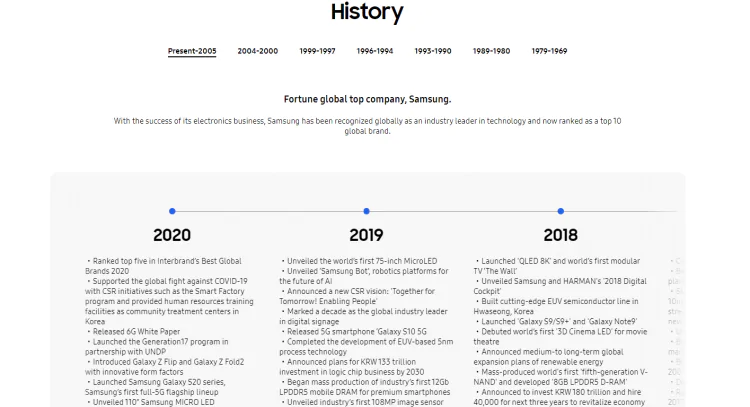 History
Present-2005 2004-2000 1999-1997 1996-1994 1993-1990 1989-1980 1979-1969
Fortune global top company, Samsung.
With the success of its electronics business, Samsung has been recognized globally as an industry leader in technology and now ranked as a top 10
global brand.
2020
• Ranked top five in Interbrand's Best Global
Brands 2020
• Supported the global fight against COVID-19
with CSR initiatives such as the Smart Factory
program and provided human resources training
facilities as community treatment centers in
Korea
• Released 6G White Paper
• Launched the Generation17 program in
partnership with UNDP
• Introduced Galaxy Z Flip and Galaxy Z Fold2
with innovative form factors
• Launched Samsung Galaxy S20 series,
Samsung's first full-5G flagship lineup
• Unveiled 110" Samsung MICRO LED
2019
• Unveiled the world's first 75-inch MicroLED
• Unveiled 'Samsung Bot', robotics platforms for
the future of AI
• Announced a new CSR vision: 'Together for
Tomorrow! Enabling People'
• Marked a decade as the global industry leader
in digital signage
• Released 5G smartphone 'Galaxy S10 5G
• Completed the development of EUV-based 5nm
process technology
• Announced plans for KRW 133 trillion
investment in logic chip business by 2030
• Began mass production of industry's first 12Gb
LPDDR5 mobile DRAM for premium smartphones
• Unveiled industry's first 108MP image sensor
2018
• Launched 'QLED 8K' and world's first modular
TV 'The Wall'
• Unveiled Samsung and HARMAN's '2018 Digital
Cockpit'
• Built cutting-edge EUV semiconductor line in
Hwaseong, Korea
• Launched 'Galaxy S9/S9+' and 'Galaxy Note9'
• Debuted world's first '3D Cinema LED' for movie
theatre
• Announced medium-to long-term global
expansion plans of renewable energy
• Mass-produced world's first 'fifth-generation V-
NAND' and developed '8GB LPDDR5 D-RAM'
• Announced to invest KRW 180 trillion and hire
40,000 for next three years to revitalize economy